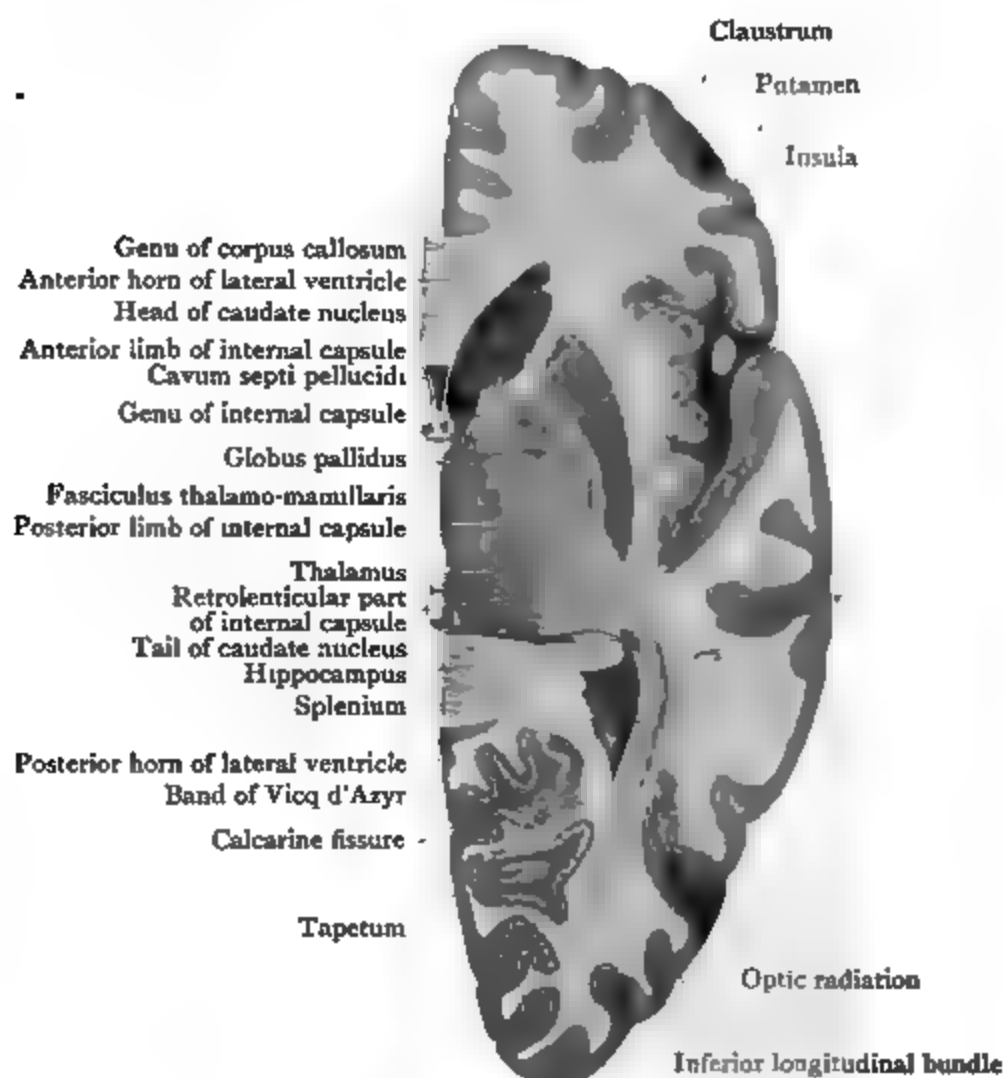 Claustrum
Putamen
Insula
Genu of corpus callosum
Anterior horn of lateral ventricle
Head of caudate nucleus
Anterior limb of internal capsule
Cavum septi pellucidi
Genu of internal capsule
Globus pallidus
Fasciculus thalamo-mamillaris
Posterior limb of internal capsule
Thalamus
Retrolenticular part
of internal capsule
Tail of caudate nucleus
Hippocampus
Splenium
Posterior horn of lateral ventricle
Band of Vicq d'Azyr
Calcarine fissure
Tapetum
Optic radiation
Inferior longitudinal bundle